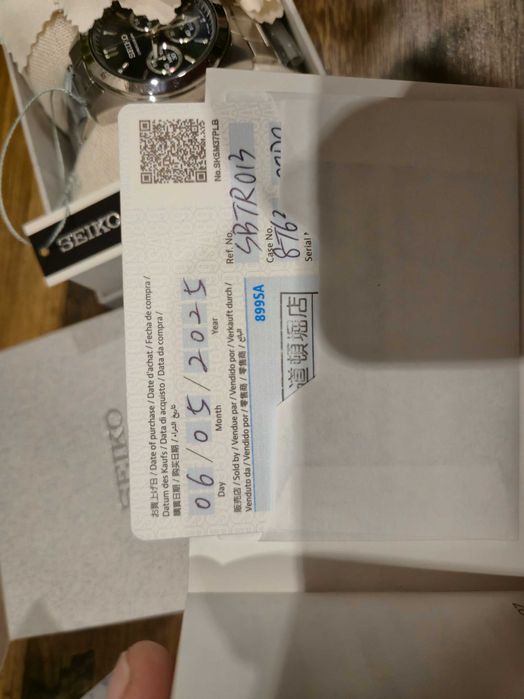 SEIKO
SEIKO
SEIKO
お買上げ日 / Date of purchase / Date d'achat / Fecha de compra /
Datum des Kaufs / Data di acquisto / Data da compra /
購買日期 / 购买日期 / تاريخ الشراء
06 / 05 / 2025
Day Month Year
販売店 / Sold by / Vendue par / Vendido por / Verkauft durch /
Venduto da / Vendido por / 零售商 / 零售商 / البائع
899SA
道頓堀店
No.SK5M37PLB
Ref. No.
SBTR013
Case No.
Serial